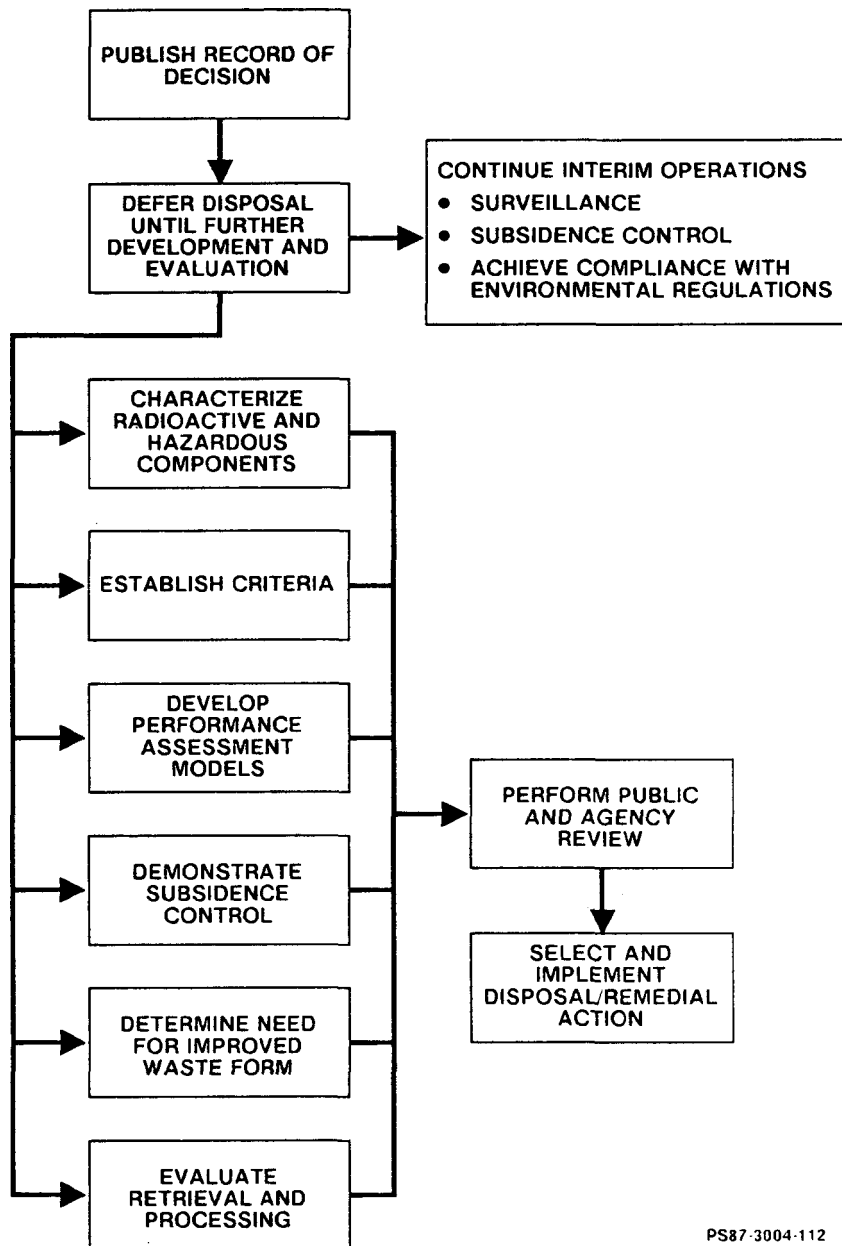 PUBLISH RECORD OF
DECISION
DEFER DISPOSAL
UNTIL FURTHER
DEVELOPMENT AND
EVALUATION
CONTINUE INTERIM OPERATIONS
● SURVEILLANCE
● SUBSIDENCE CONTROL
● ACHIEVE COMPLIANCE WITH
ENVIRONMENTAL REGULATIONS
CHARACTERIZE
RADIOACTIVE AND
HAZARDOUS
COMPONENTS
ESTABLISH CRITERIA
DEVELOP
PERFORMANCE
ASSESSMENT
MODELS
DEMONSTRATE
SUBSIDENCE
CONTROL
DETERMINE NEED
FOR IMPROVED
WASTE FORM
EVALUATE
RETRIEVAL AND
PROCESSING
PERFORM PUBLIC
AND AGENCY
REVIEW
SELECT AND
IMPLEMENT
DISPOSAL/REMEDIAL
ACTION
PS87-3004-112